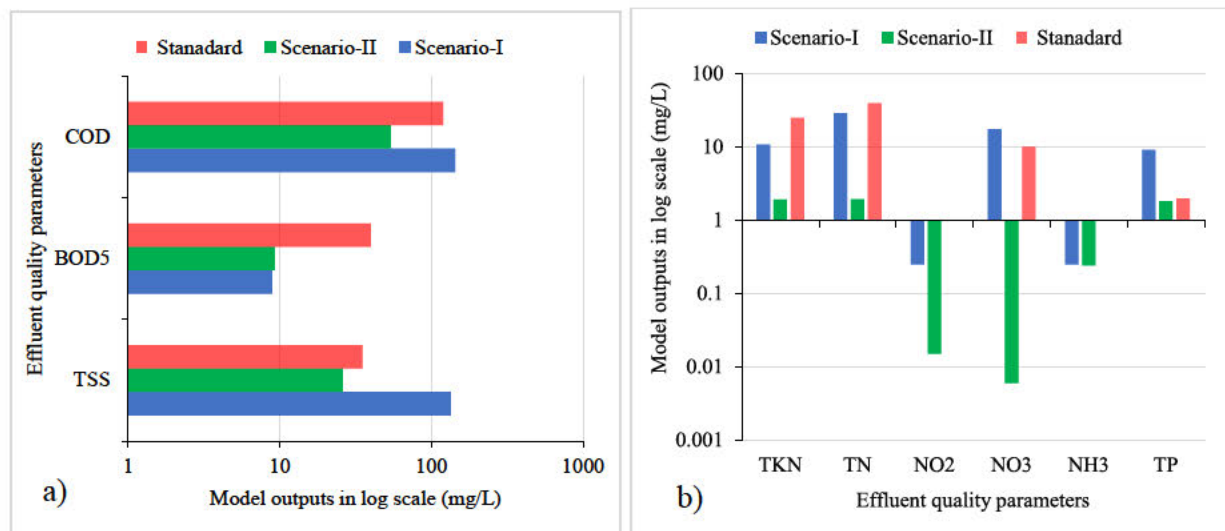 Stanadard Scenario-II Scenario-I
Effluent quality parameters
COD
BOD5
TSS
1 10 100 1000
Model outputs in log scale (mg/L)
a)
Scenario-I Scenario-II Stanadard
Model outputs in log scale (mg/L)
100
10
1
0.1
0.01
0.001
TKN TN NO2 NO3 NH3 TP
Effluent quality parameters
b)